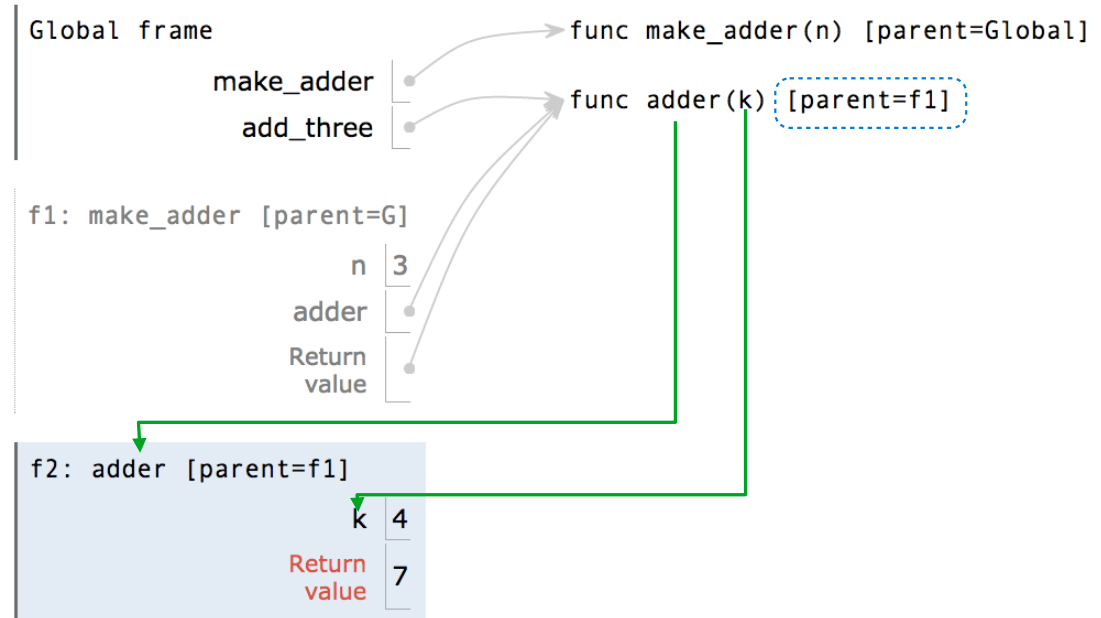 Global frame
func make_adder(n) [parent=Global]
make_adder
func adder(k) [parent=f1]
add_three
f1: make_adder [parent=G]
n 3
adder
Return
value
f2: adder [parent=f1]
k 4
Return
value 7